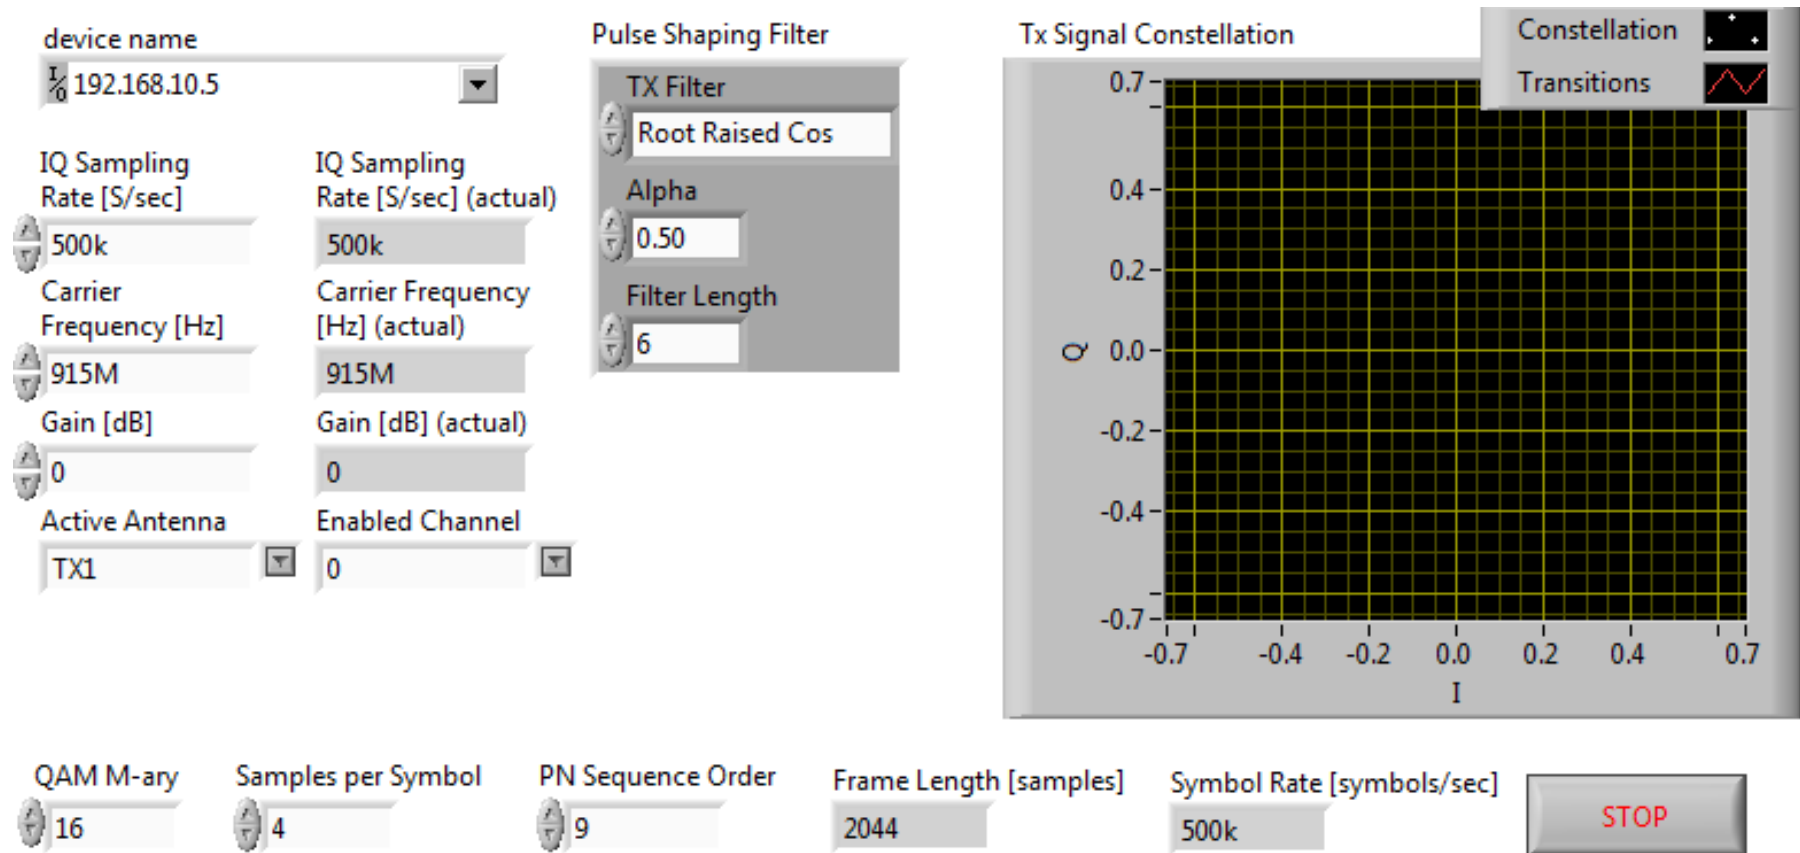 device name
192.168.10.5
IQ Sampling
Rate [S/sec]
500k
IQ Sampling
Rate [S/sec] (actual)
500k
Carrier
Frequency [Hz]
915M
Carrier Frequency
[Hz] (actual)
915M
Gain [dB]
0
Gain [dB] (actual)
0
Active Antenna
TX1
Enabled Channel
0
Pulse Shaping Filter
TX Filter
Root Raised Cos
Alpha
0.50
Filter Length
6
Tx Signal Constellation
Constellation
Transitions
0.7
0.4
0.2
0.0
-0.2
-0.4
-0.7
Q
-0.7 -0.4 -0.2 0.0 0.2 0.4 0.7
I
QAM M-ary
16
Samples per Symbol
4
PN Sequence Order
9
Frame Length [samples]
2044
Symbol Rate [symbols/sec]
500k
STOP